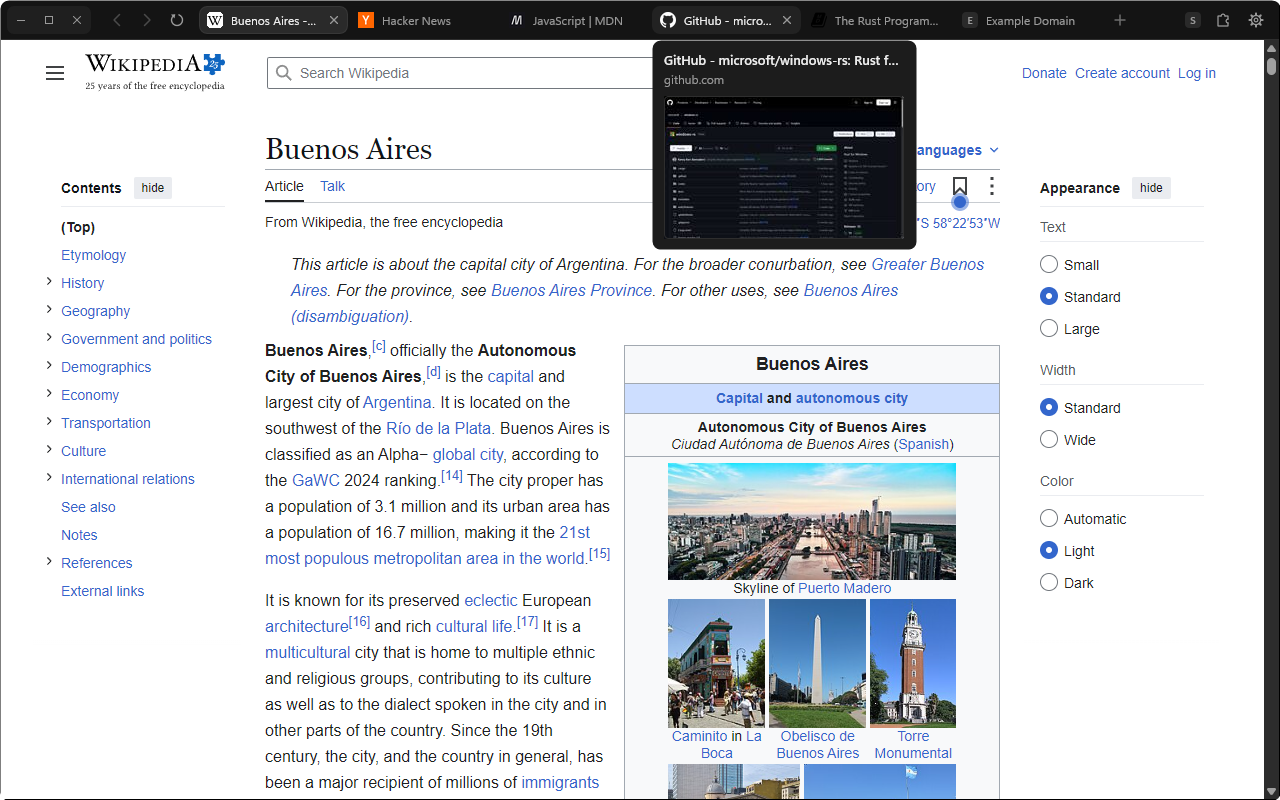 Buenos Aires -...
Hacker News
JavaScript | MDN
GitHub - micro...
The Rust Program...
E
Example Domain
S
WIKIPEDIA 25
25 years of the free encyclopedia
Search Wikipedia
Donate
Create account
Log in
GitHub - microsoft/windows-rs: Rust f...
github.com
Contents
hide
(Top)
Etymology
History
Geography
Government and politics
Demographics
Economy
Transportation
Culture
International relations
See also
Notes
References
External links
Buenos Aires
anguages
Article
Talk
ory
From Wikipedia, the free encyclopedia
"S 58°22′53″W
This article is about the capital city of Argentina. For the broader conurbation, see Greater Buenos
Aires. For the province, see Buenos Aires Province. For other uses, see Buenos Aires
(disambiguation).
Buenos Aires,[c] officially the Autonomous
City of Buenos Aires,[d] is the capital and
largest city of Argentina. It is located on the
southwest of the Río de la Plata. Buenos Aires is
classified as an Alpha− global city, according to
the GaWC 2024 ranking.[14] The city proper has
a population of 3.1 million and its urban area has
a population of 16.7 million, making it the 21st
most populous metropolitan area in the world.[15]
It is known for its preserved eclectic European
architecture[16] and rich cultural life.[17] It is a
multicultural city that is home to multiple ethnic
and religious groups, contributing to its culture
as well as to the dialect spoken in the city and in
other parts of the country. Since the 19th
century, the city, and the country in general, has
been a major recipient of millions of immigrants
Buenos Aires
Capital and autonomous city
Autonomous City of Buenos Aires
Ciudad Autónoma de Buenos Aires (Spanish)
Skyline of Puerto Madero
Caminito in La
Boca
Obelisco de
Buenos Aires
Torre
Monumental
Appearance
hide
Text
Small
Standard
Large
Width
Standard
Wide
Color
Automatic
Light
Dark